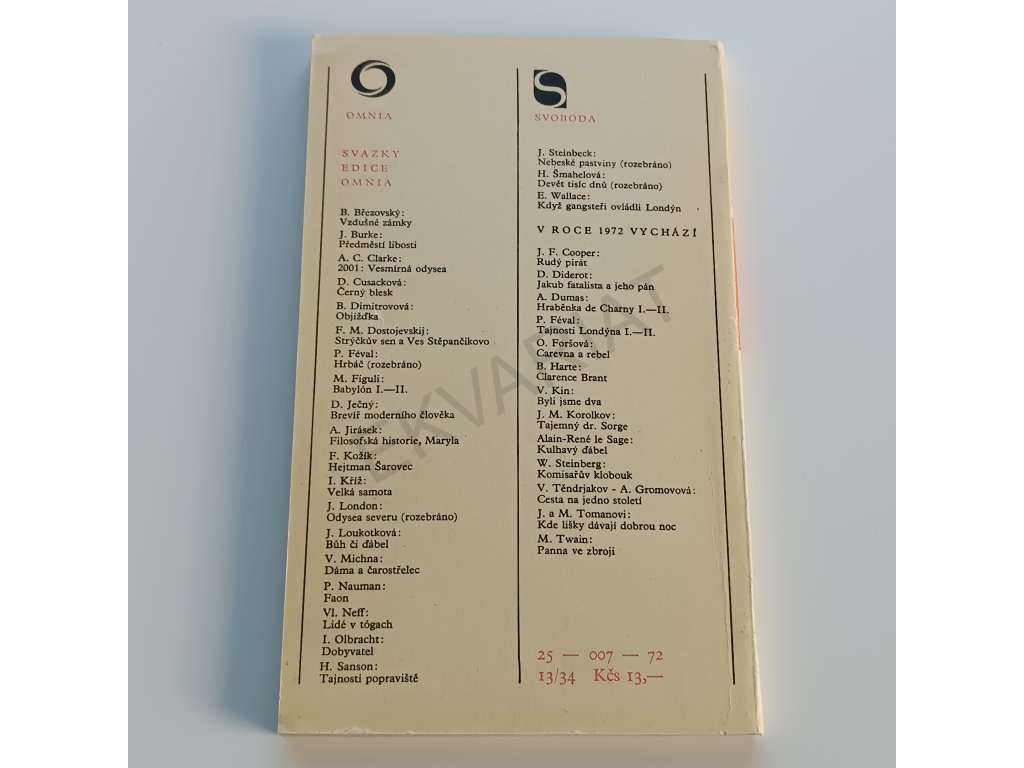 OMNIA
SVAZKY
EDICE
OMNIA
B. Březovský:
Vzdušné zámky
J. Burke:
Předměstí libosti
A. C. Clarke:
2001: Vesmírná odysea
D. Cusacková:
Černý blesk
B. Dimitrovová:
Objížďka
F. M. Dostojevskij:
Strýčkův sen a Ves Stěpančikovo
P. Féval:
Hrbáč (rozebráno)
M. Figuli:
Babylón I.—II.
D. Ječný:
Brevíř moderního člověka
A. Jirásek:
Filosofská historie, Maryla
F. Kožík:
Hejtman Šarovec
I. Kříž:
Velká samota
J. London:
Odysea severu (rozebráno)
J. Loukotková:
Bůh či ďábel
V. Michna:
Dáma a čarostřelec
P. Nauman:
Faon
Vl. Neff:
Lidé v tógach
I. Olbracht:
Dobyvatel
H. Sanson:
Tajnosti popraviště
S
SVOBODA
J. Steinbeck:
Nebeské pastviny (rozebráno)
H. Šmahelová:
Devět tisíc dnů (rozebráno)
E. Wallace:
Když gangsteři ovládli Londýn
V ROCE 1972 VYCHÁZÍ
J. F. Cooper:
Rudý pirát
D. Diderot:
Jakub fatalista a jeho pán
A. Dumas:
Hraběnka de Charny I.—II.
P. Féval:
Tajnosti Londýna I.—II.
O. Foršová:
Carevna a rebel
B. Harte:
Clarence Brant
V. Kin:
Byli jsme dva
J. M. Korolkov:
Tajemný dr. Sorge
Alain-René le Sage:
Kulhavý ďábel
W. Steinberg:
Komisařův klobouk
V. Těndrjakov - A. Gromovová:
Cesta na jedno století
J. a M. Tomanovi:
Kde lišky dávají dobrou noc
M. Twain:
Panna ve zbroji
25 — 007 — 72
13/34 Kčs 13,—
EKVARIAT